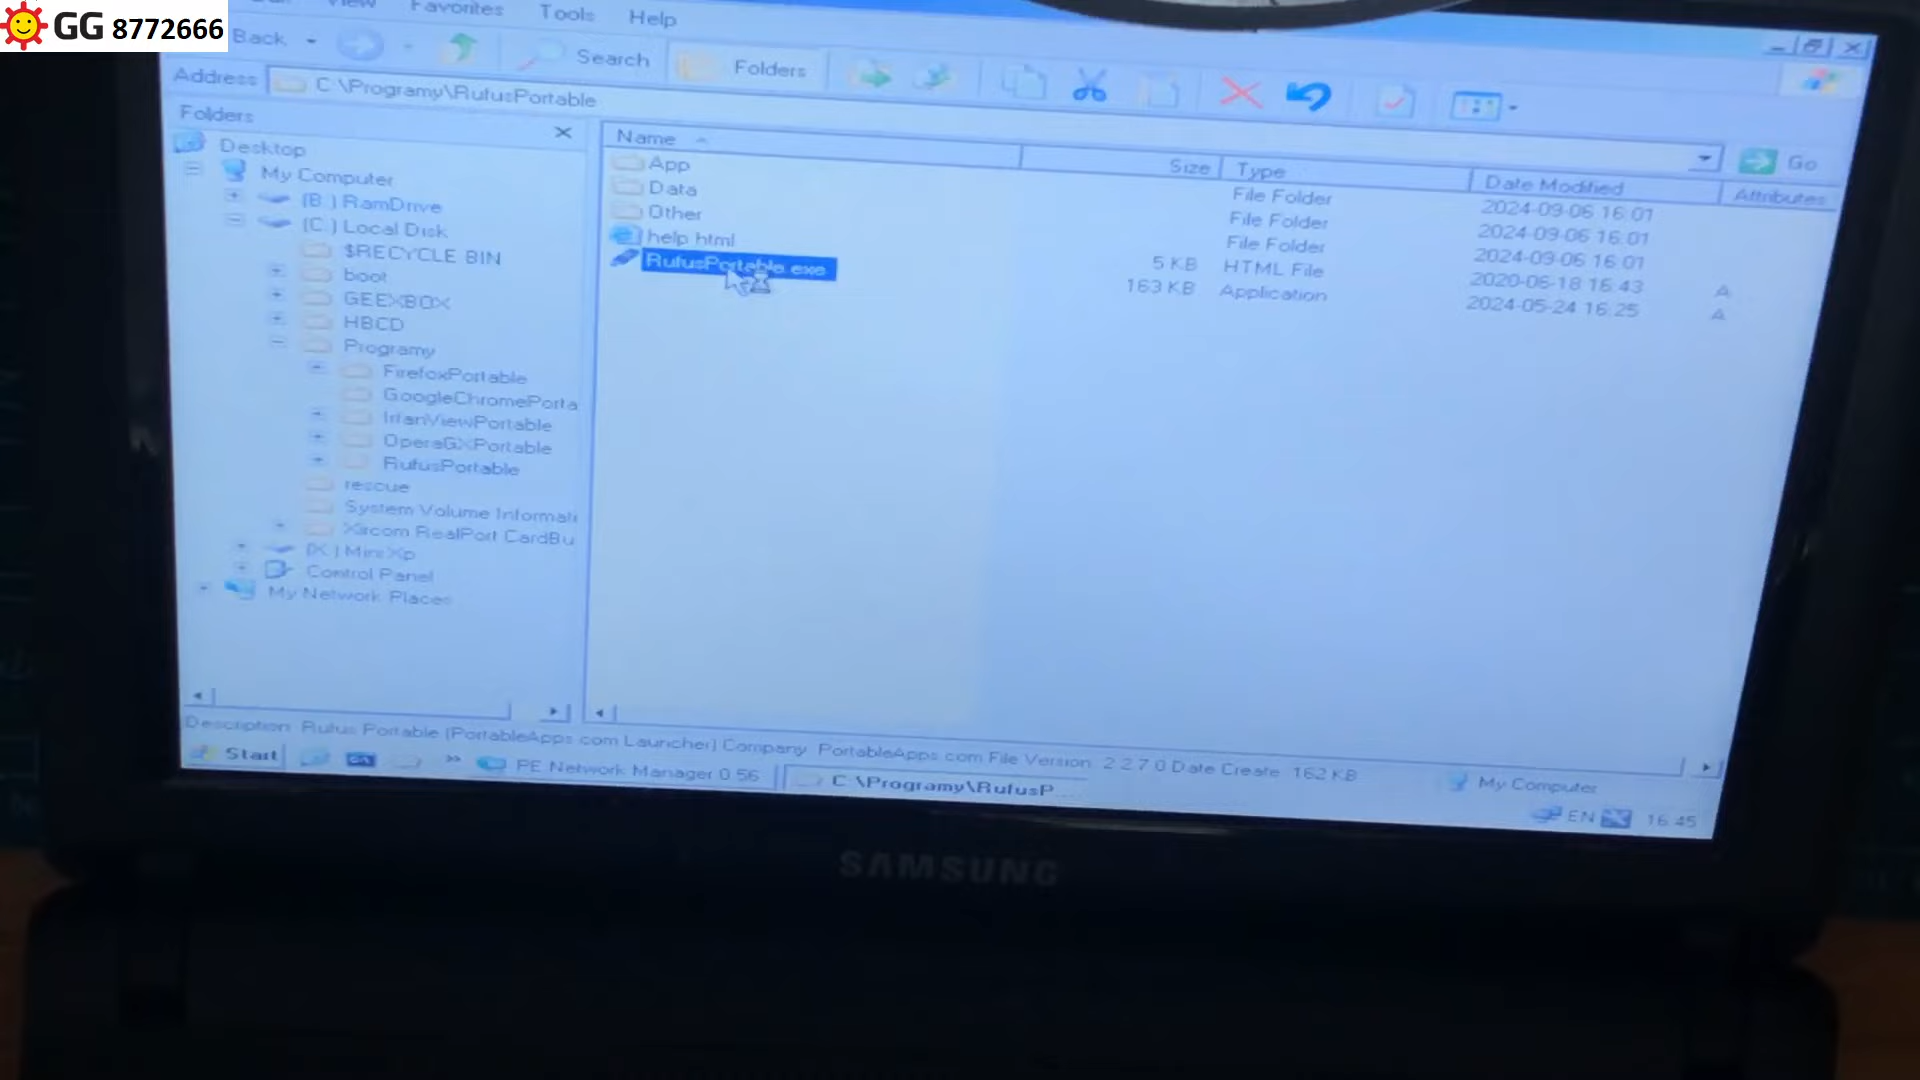 GG 8772666
View Favorites Tools Help
Back Search Folders
Address C:\Programy\RufusPortable Go
Folders
Desktop
My Computer
(B:) RamDrive
(C:) Local Disk
$RECYCLE.BIN
boot
GEEXBOX
HBCD
Programy
FirefoxPortable
GoogleChromePorta
IrfanViewPortable
OperaGXPortable
RufusPortable
rescue
System Volume Informati
Xircom RealPort CardBu
(X:) Mini Xp
Control Panel
My Network Places
Name Size Type Date Modified Attributes
App File Folder 2024-09-06 16:01
Data File Folder 2024-09-06 16:01
Other File Folder 2024-09-06 16:01
help.html 5 KB HTML File 2020-06-18 16:43 A
RufusPortable.exe 163 KB Application 2024-05-24 16:25 A
Description: Rufus Portable (PortableApps.com Launcher) Company: PortableApps.com File Version: 2.2.7.0 Date Create 162 KB My Computer
Start >> PE Network Manager 0.56 C:\Programy\RufusP... EN 16:45
SAMSUNG